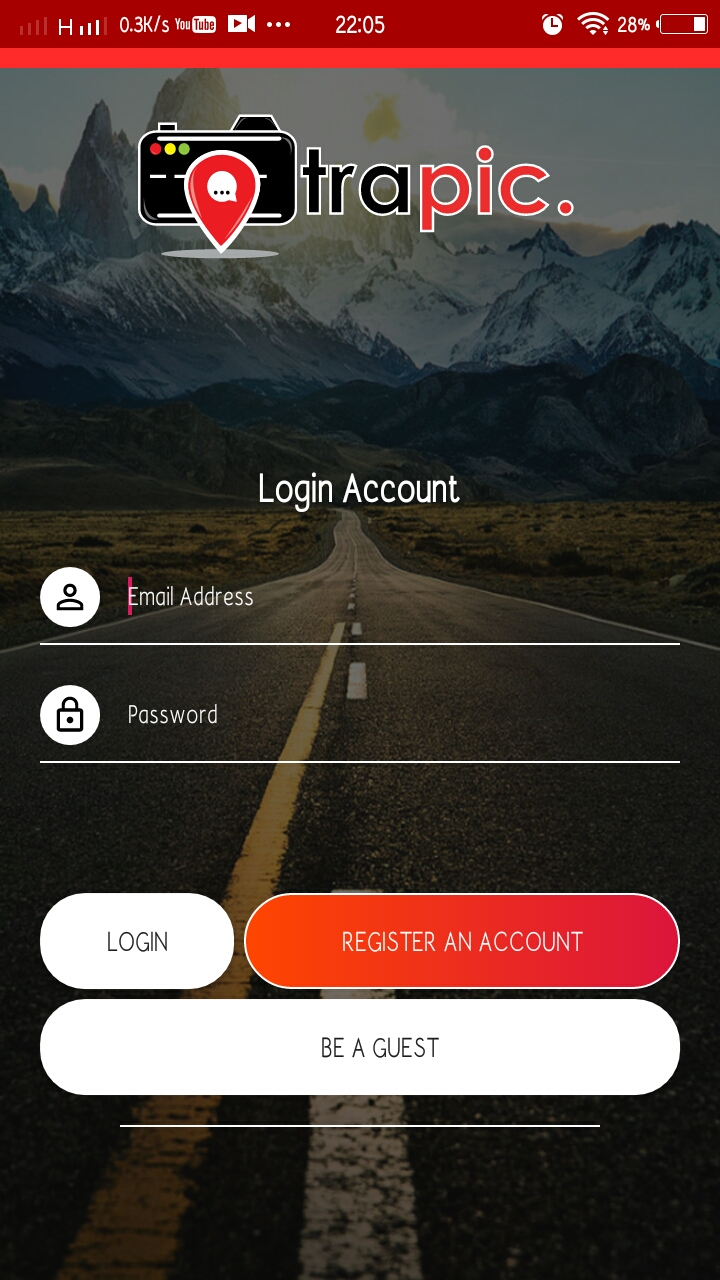 H 0.3K/s YouTube 22:05 28%
trapic.
Login Account
Email Address
Password
LOGIN REGISTER AN ACCOUNT
BE A GUEST